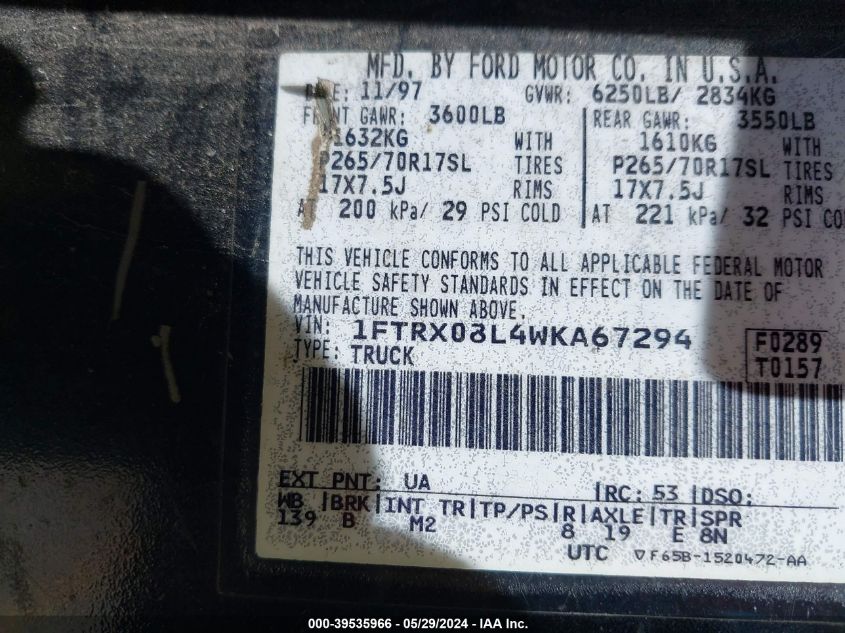 MFD. BY FORD MOTOR CO. IN U.S.A.
DATE: 11/97 GVWR: 6250LB/ 2834KG
FRONT GAWR: 3600LB REAR GAWR: 3550LB
1632KG WITH 1610KG WITH
P265/70R17SL TIRES P265/70R17SL TIRES
17X7.5J RIMS 17X7.5J RIMS
AT 200 kPa/ 29 PSI COLD AT 221 kPa/ 32 PSI CO
THIS VEHICLE CONFORMS TO ALL APPLICABLE FEDERAL MOTOR
VEHICLE SAFETY STANDARDS IN EFFECT ON THE DATE OF
MANUFACTURE SHOWN ABOVE.
VIN: 1FTRX08L4WKA67294 F0289
TYPE: TRUCK T0157
EXT PNT: UA RC: 53 DSO:
WB BRK INT TR TP/PS R AXLE TR SPR
139 B M2 8 19 E 8N
UTC ▽F65B-1520472-AA
000-39535966 - 05/29/2024 - IAA Inc.